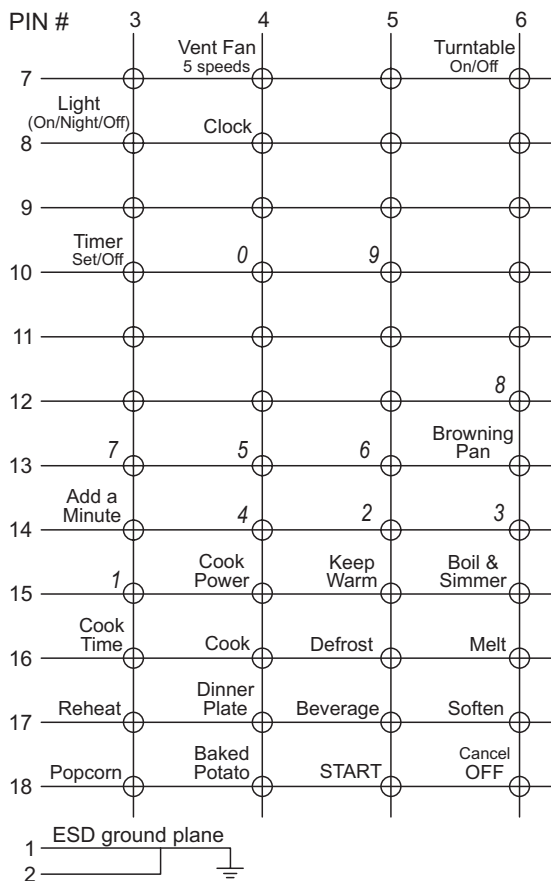 PIN # 3 4 5 6
Vent Fan Turntable
5 speeds On/Off
7
Light
(On/Night/Off) Clock
8
9
Timer
Set/Off 0 9
10
11
8
12
Browning
7 5 6 Pan
13
Add a
Minute 4 2 3
14
Cook Keep Boil &
1 Power Warm Simmer
15
Cook
Time Cook Defrost Melt
16
Dinner
Reheat Plate Beverage Soften
17
Baked Cancel
Popcorn Potato START OFF
18
ESD ground plane
1
2